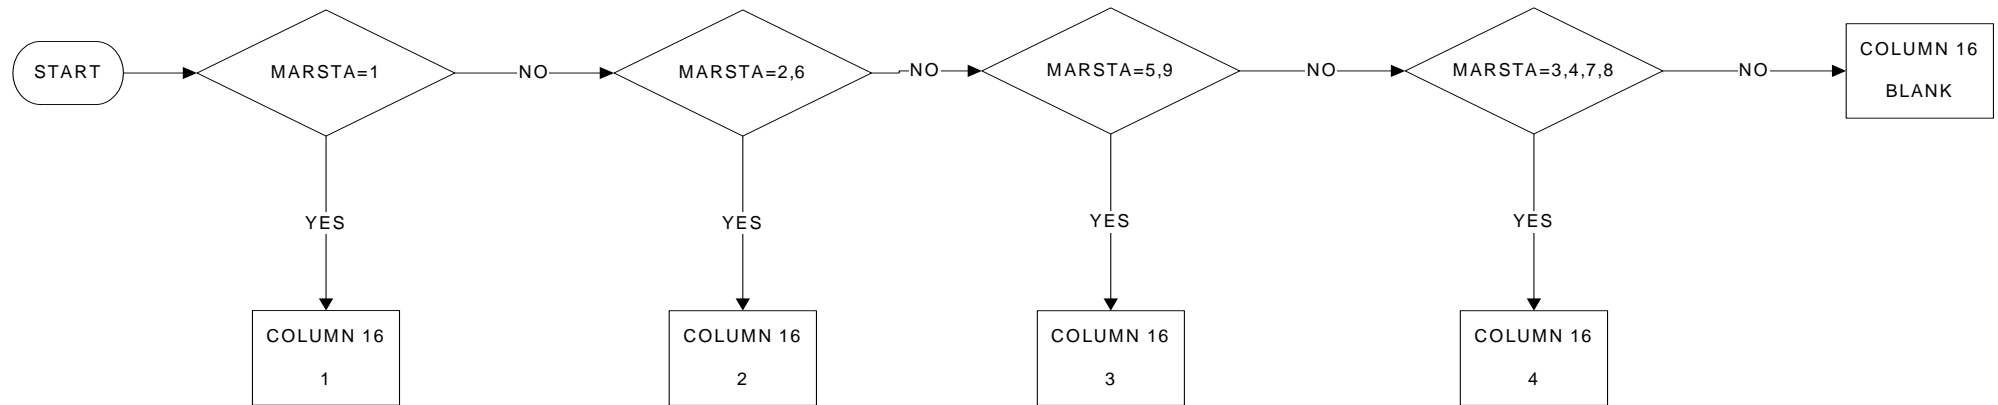 START
MARSTA=1
NO
MARSTA=2,6
NO
MARSTA=5,9
NO
MARSTA=3,4,7,8
NO
COLUMN 16
BLANK
YES
YES
YES
YES
COLUMN 16
1
COLUMN 16
2
COLUMN 16
3
COLUMN 16
4